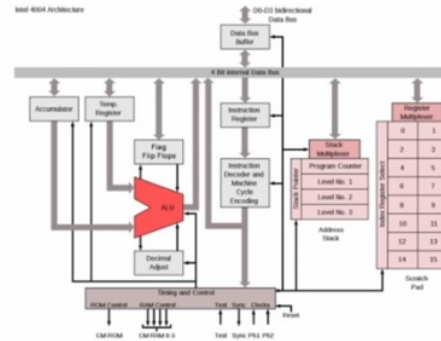 Intel 4004 Architecture
D0-D3 bidirectional
Data Bus
Data Bus
Buffer
4 Bit internal Data Bus
Accumulator
Temp.
Register
Instruction
Register
Register
Multiplexer
Flag
Flip Flops
Stack
Multiplexer
Instruction
Decoder and
Machine
Cycle
Encoding
ALU
Stack Pointer
Program Counter
Level No. 1
Level No. 2
Level No. 3
Address
Stack
Index Register Select
0 1
2 3
4 5
6 7
8 9
10 11
12 13
14 15
Scratch
Pad
Decimal
Adjust
Timing and Control
ROM Control
RAM Control
Test
Sync
Clocks
Reset
CM ROM
CM RAM 0-3
Test
Sync
Ph1
Ph2